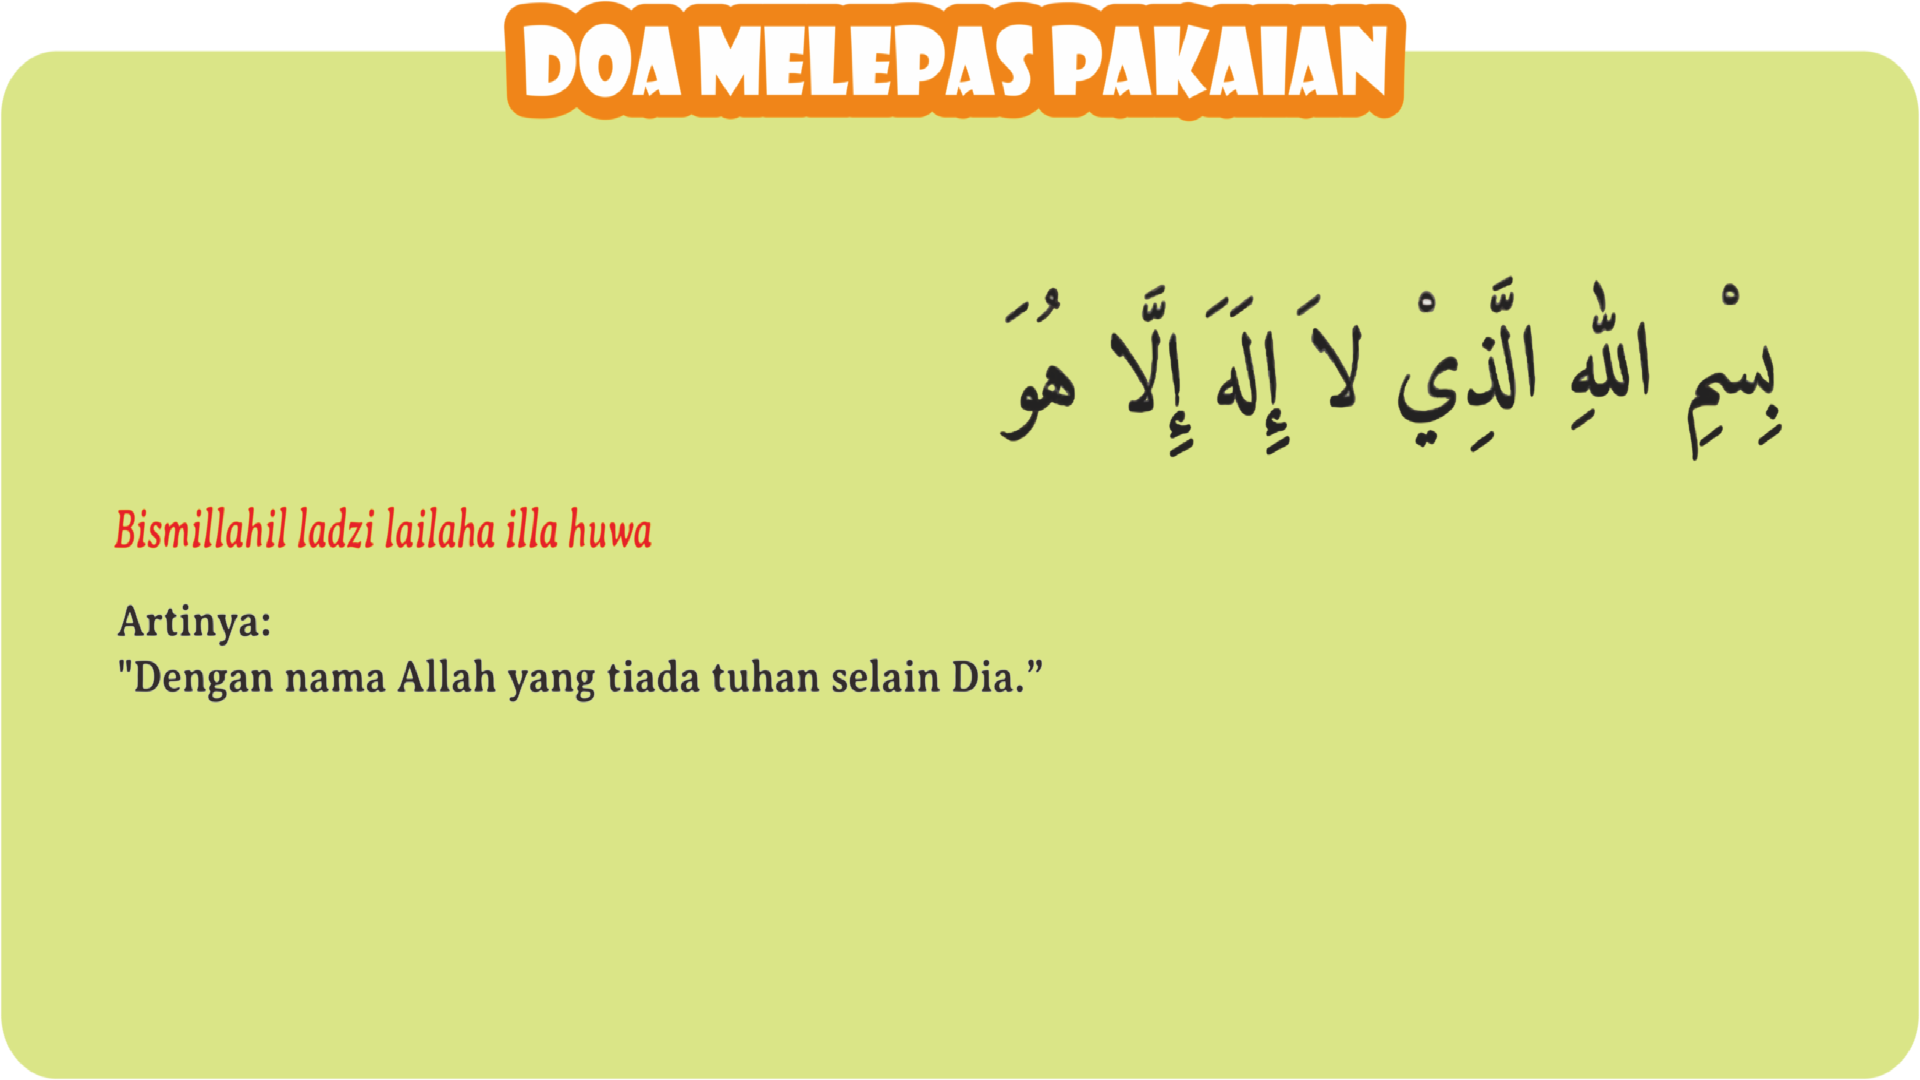 DOA MELEPAS PAKAIAN
بِسْمِ اللهِ الَّذِيْ لاَ إِلَهَ إِلَّا هُوَ
Bismillahil ladzi lailaha illa huwa
Artinya:
"Dengan nama Allah yang tiada tuhan selain Dia.”